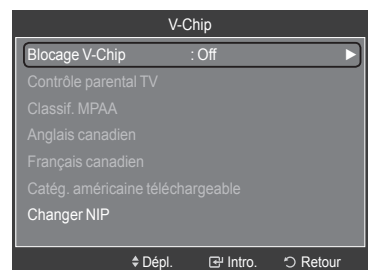 V-Chip
Blocage V-Chip : Off ►
Contrôle parental TV
Classif. MPAA
Anglais canadien
Français canadien
Catég. américaine téléchargeable
Changer NIP
Dépl. Intro. Retour